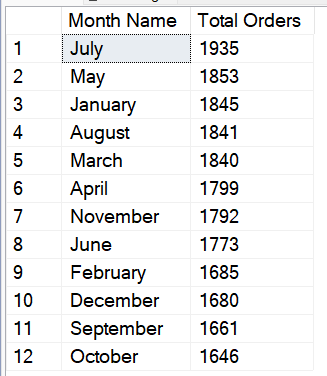 Month Name Total Orders
1 July 1935
2 May 1853
3 January 1845
4 August 1841
5 March 1840
6 April 1799
7 November 1792
8 June 1773
9 February 1685
10 December 1680
11 September 1661
12 October 1646